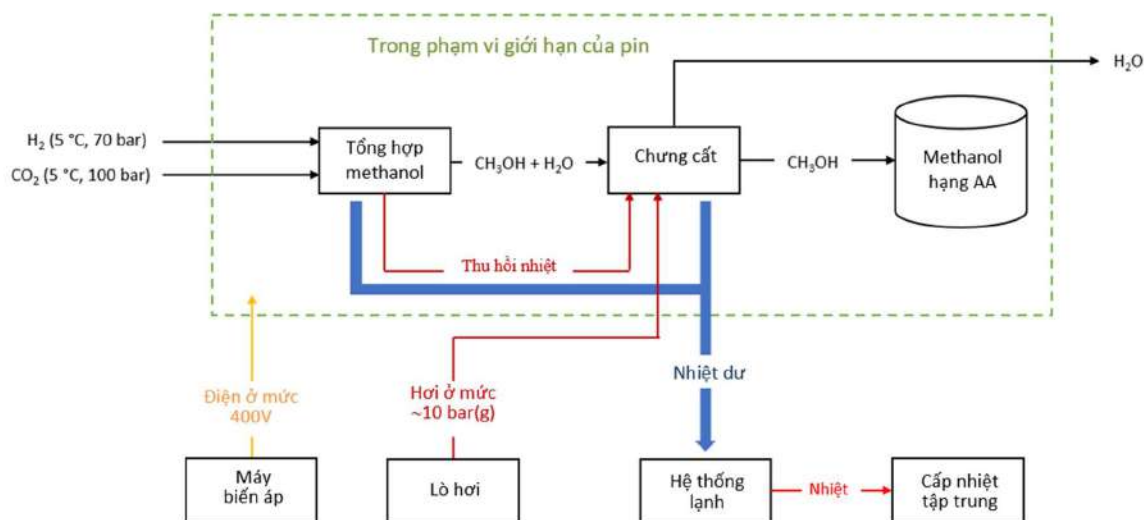 Trong phạm vi giới hạn của pin
H₂O
H₂ (5 °C, 70 bar)
CO₂ (5 °C, 100 bar)
Tổng hợp
methanol
CH₃OH + H₂O
Chưng cất
CH₃OH
Methanol
hạng AA
Thu hồi nhiệt
Điện ở mức
400V
Hơi ở mức
~10 bar(g)
Nhiệt dư
Máy
biến áp
Lò hơi
Hệ thống
lạnh
Nhiệt
Cấp nhiệt
tập trung